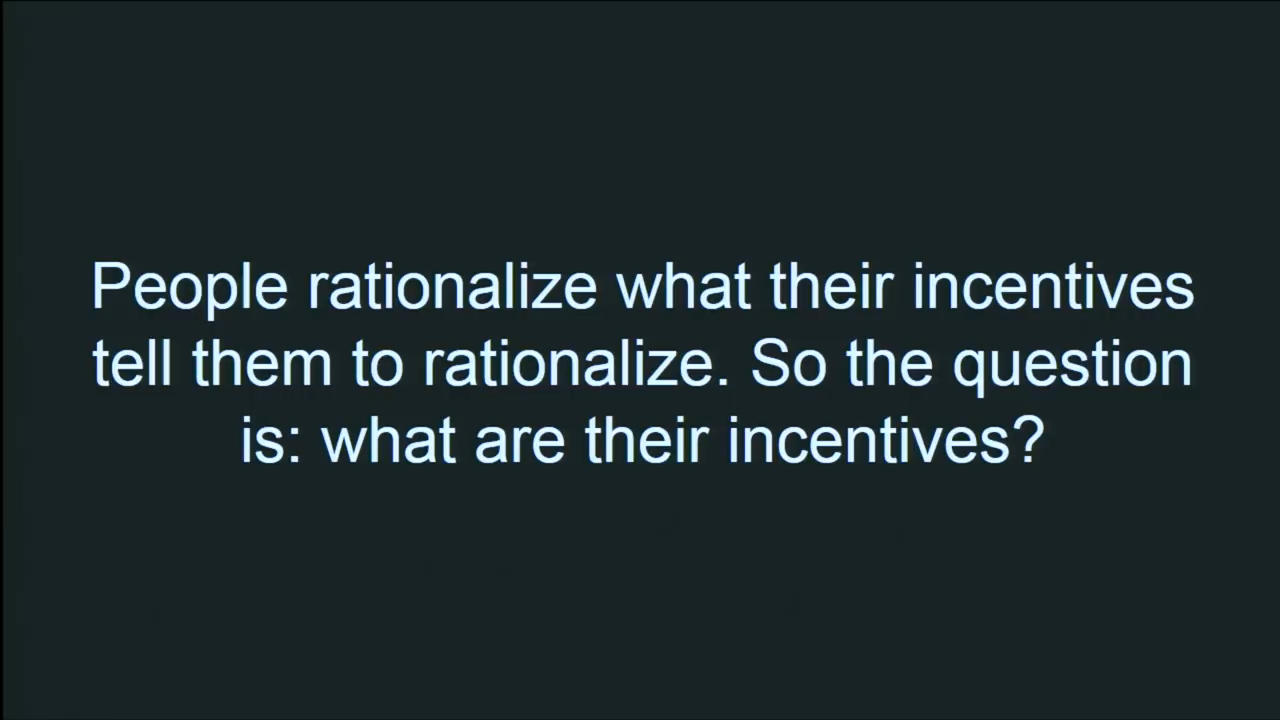 People rationalize what their incentives
tell them to rationalize. So the question
is: what are their incentives?